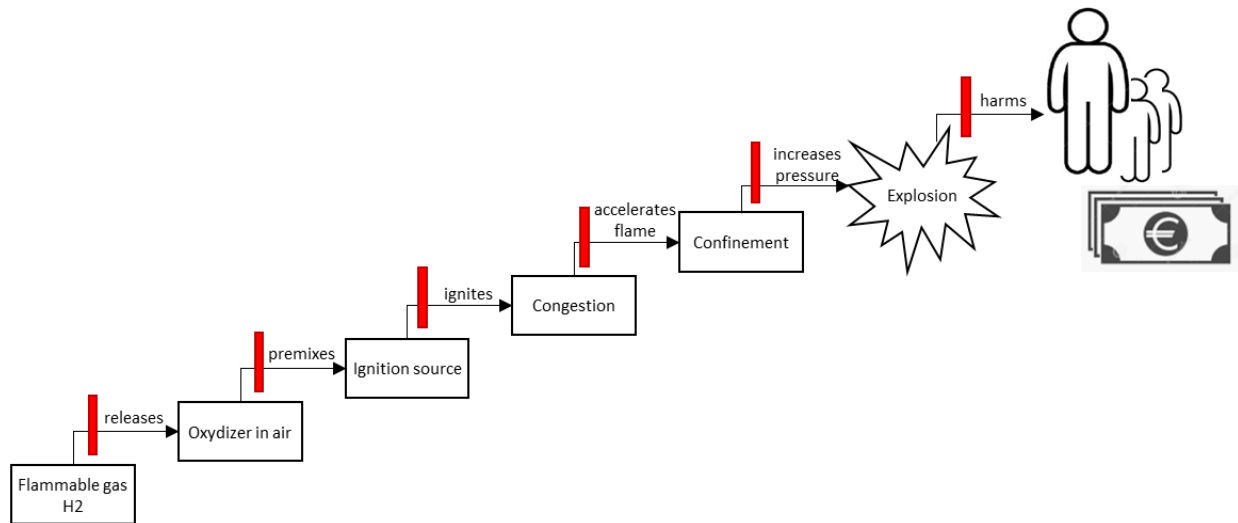 harms
increases
pressure
Explosion
accelerates
flame
Confinement
€
ignites
Congestion
premixes
Ignition source
releases
Oxydizer in air
Flammable gas
H2